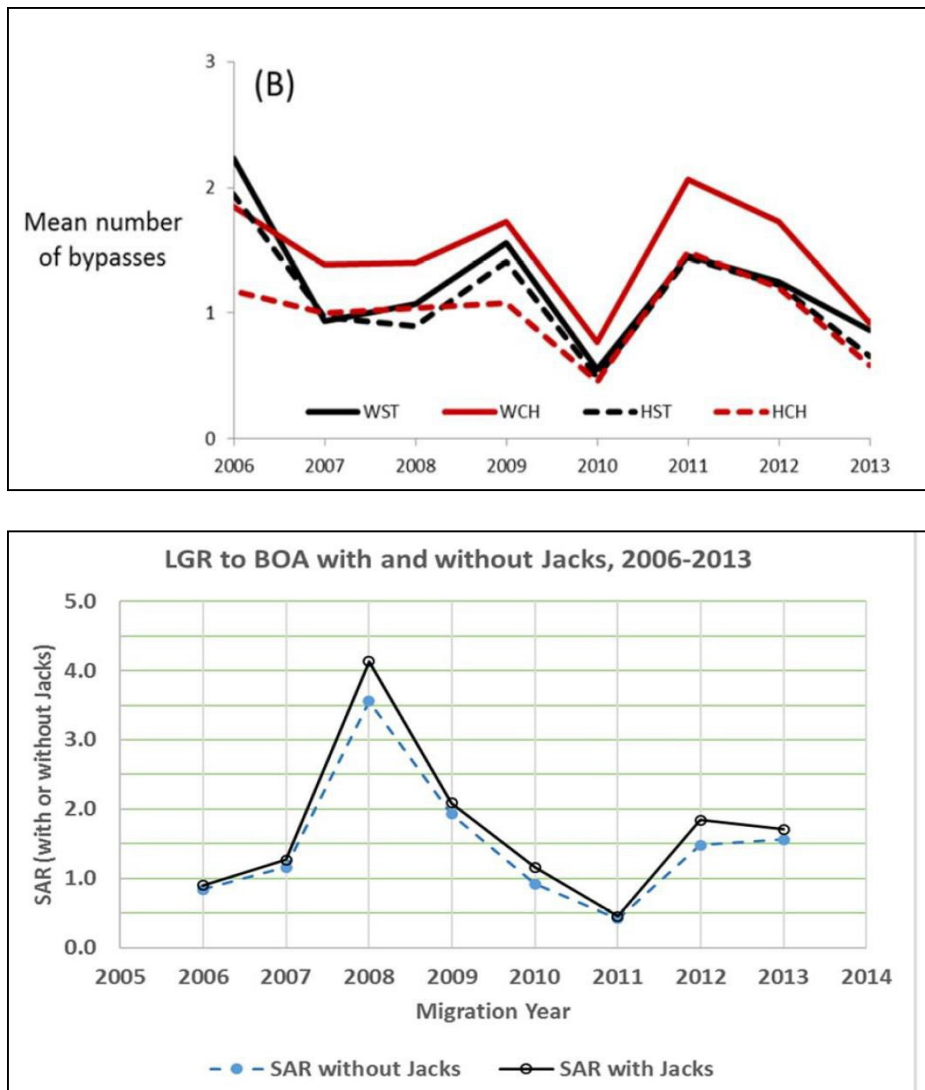 3
(B)
2
Mean number
of bypasses
1
WST WCH HST HCH
0
2006 2007 2008 2009 2010 2011 2012 2013
LGR to BOA with and without Jacks, 2006-2013
5.0
4.0
3.0
2.0
1.0
0.0
SAR (with or without Jacks)
2005 2006 2007 2008 2009 2010 2011 2012 2013 2014
Migration Year
SAR without Jacks SAR with Jacks